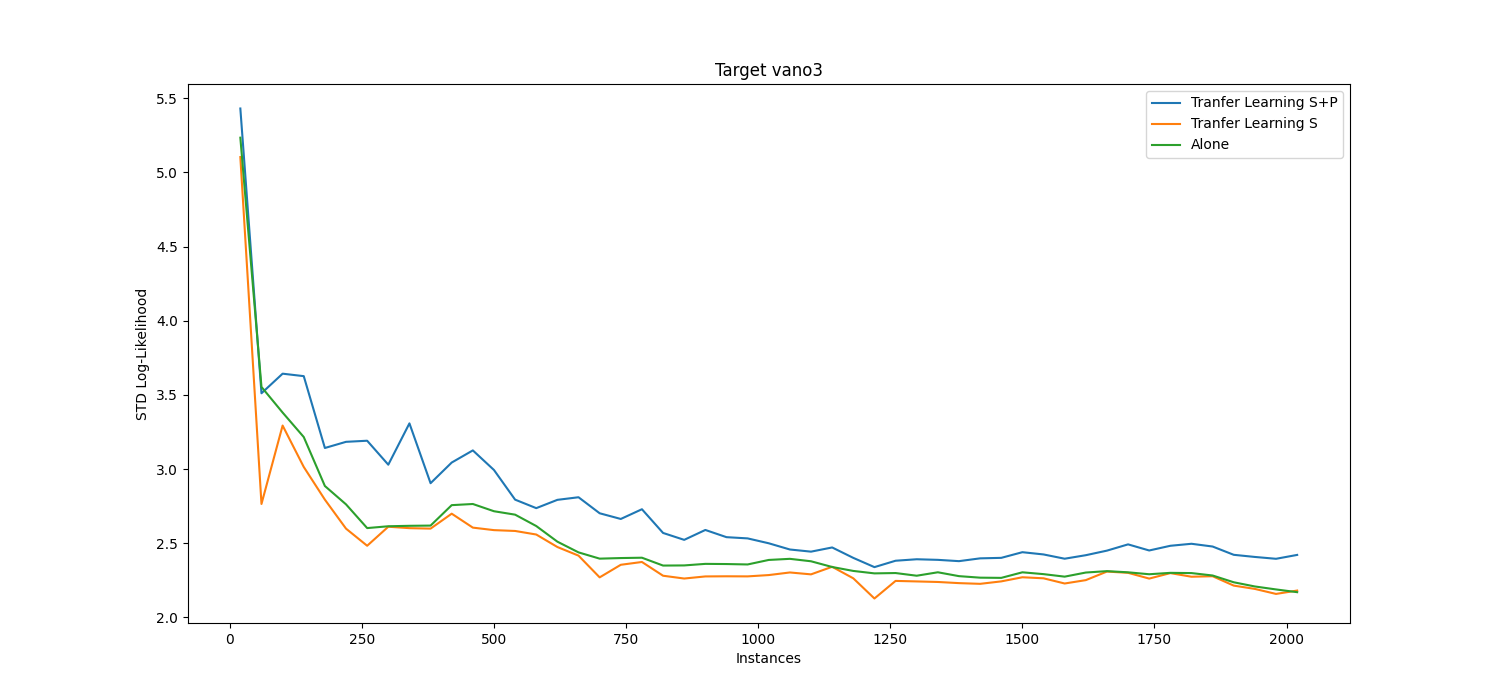 Target vano3
Tranfer Learning S+P
Tranfer Learning S
Alone
STD Log-Likelihood
5.5
5.0
4.5
4.0
3.5
3.0
2.5
2.0
0 250 500 750 1000 1250 1500 1750 2000
Instances